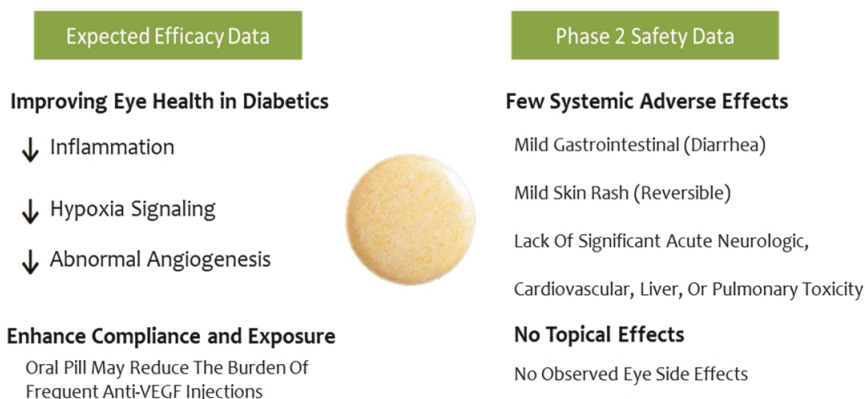 Expected Efficacy Data
Improving Eye Health in Diabetics
↓ Inflammation
↓ Hypoxia Signaling
↓ Abnormal Angiogenesis
Enhance Compliance and Exposure
Oral Pill May Reduce The Burden Of
Frequent Anti-VEGF Injections
Phase 2 Safety Data
Few Systemic Adverse Effects
Mild Gastrointestinal (Diarrhea)
Mild Skin Rash (Reversible)
Lack Of Significant Acute Neurologic,
Cardiovascular, Liver, Or Pulmonary Toxicity
No Topical Effects
No Observed Eye Side Effects